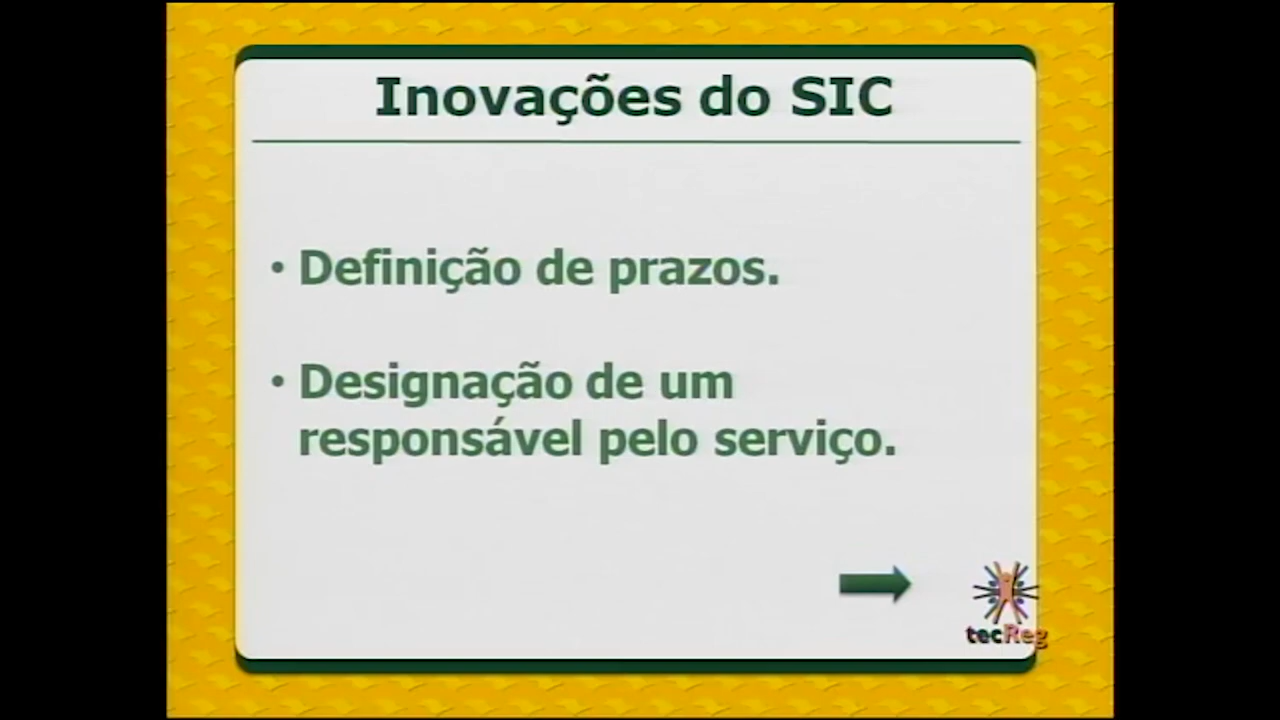 Inovações do SIC
• Definição de prazos.
• Designação de um
responsável pelo serviço.
tecReg